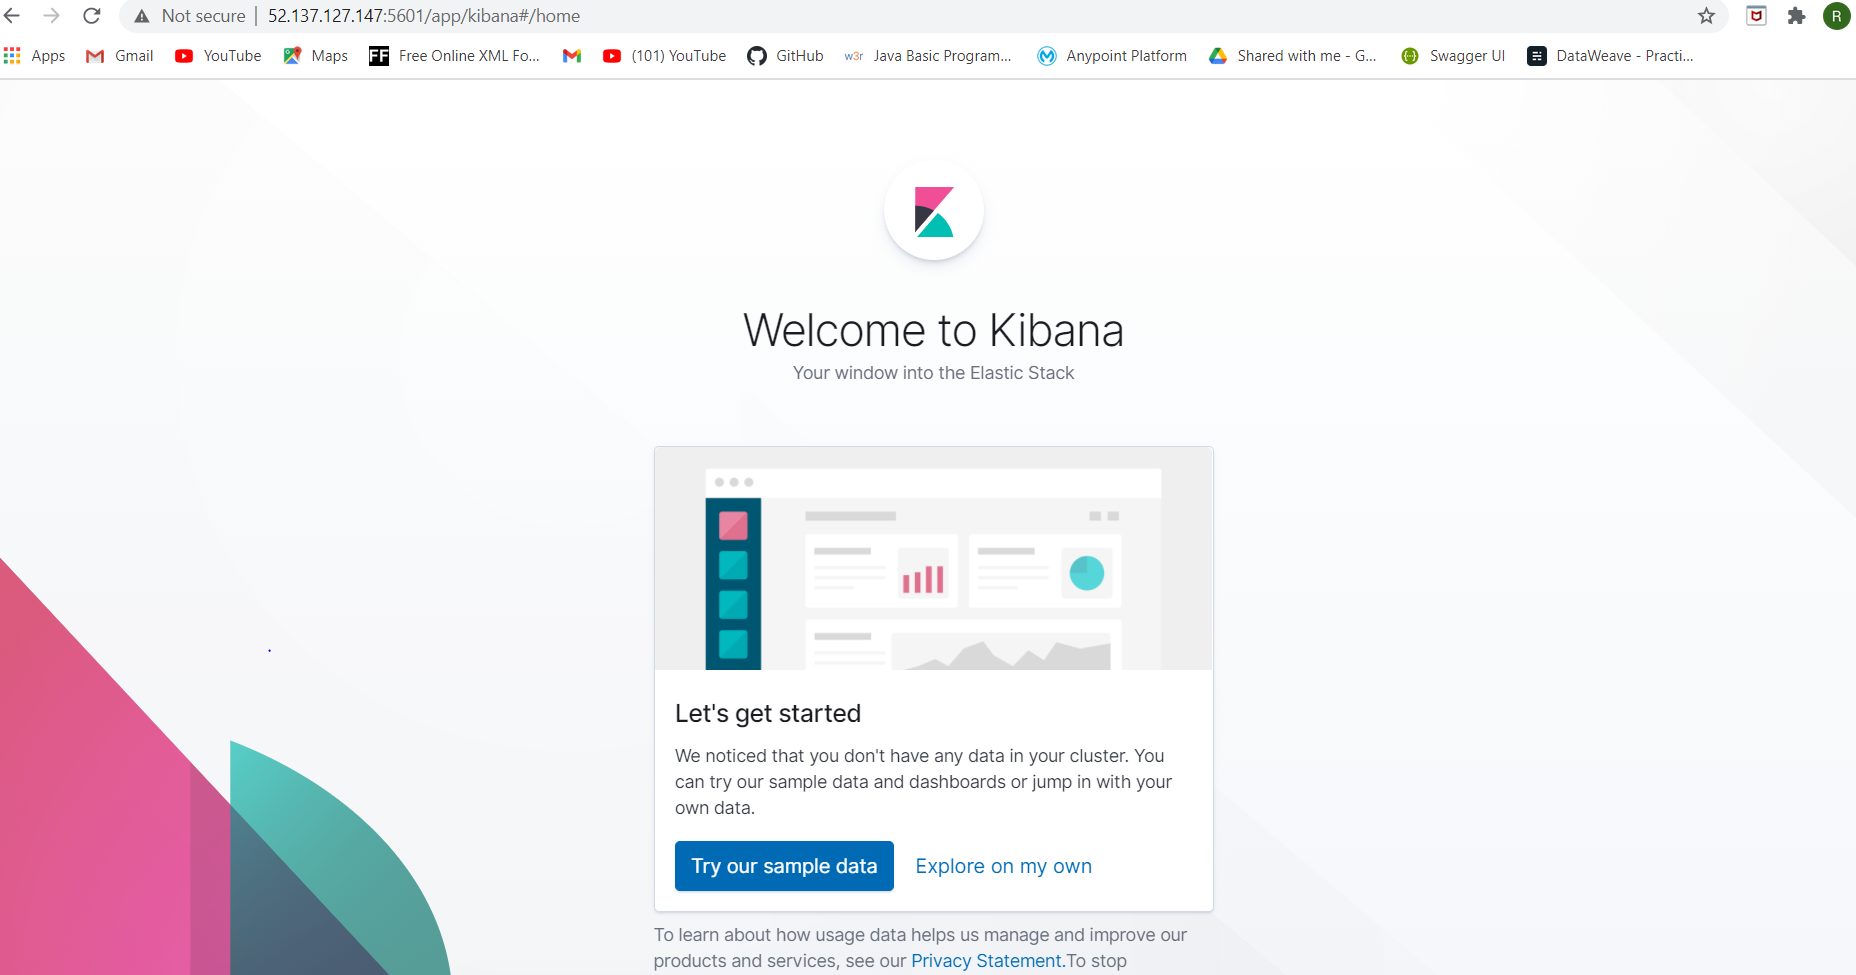 Not secure | 52.137.127.147:5601/app/kibana#/home
R
Apps Gmail YouTube Maps FF Free Online XML Fo... (101) YouTube GitHub w3r Java Basic Program... Anypoint Platform Shared with me - G... Swagger UI DataWeave - Practi...
Welcome to Kibana
Your window into the Elastic Stack
Let's get started
We noticed that you don't have any data in your cluster. You
can try our sample data and dashboards or jump in with your
own data.
Try our sample data Explore on my own
To learn about how usage data helps us manage and improve our
products and services, see our Privacy Statement.To stop